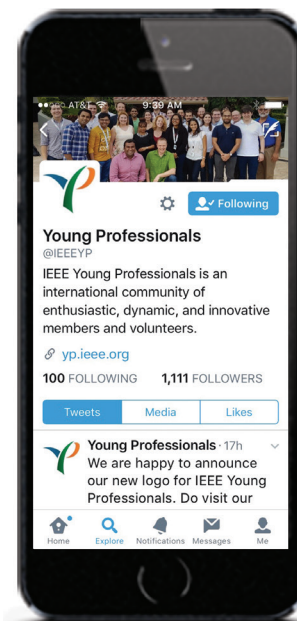 AT&T 9:39 AM
Following
Young Professionals
@IEEEYP
IEEE Young Professionals is an
international community of
enthusiastic, dynamic, and innovative
members and volunteers.
yp.ieee.org
100 FOLLOWING 1,111 FOLLOWERS
Tweets Media Likes
Young Professionals · 17h
We are happy to announce
our new logo for IEEE Young
Professionals. Do visit our
Home Explore Notifications Messages Me